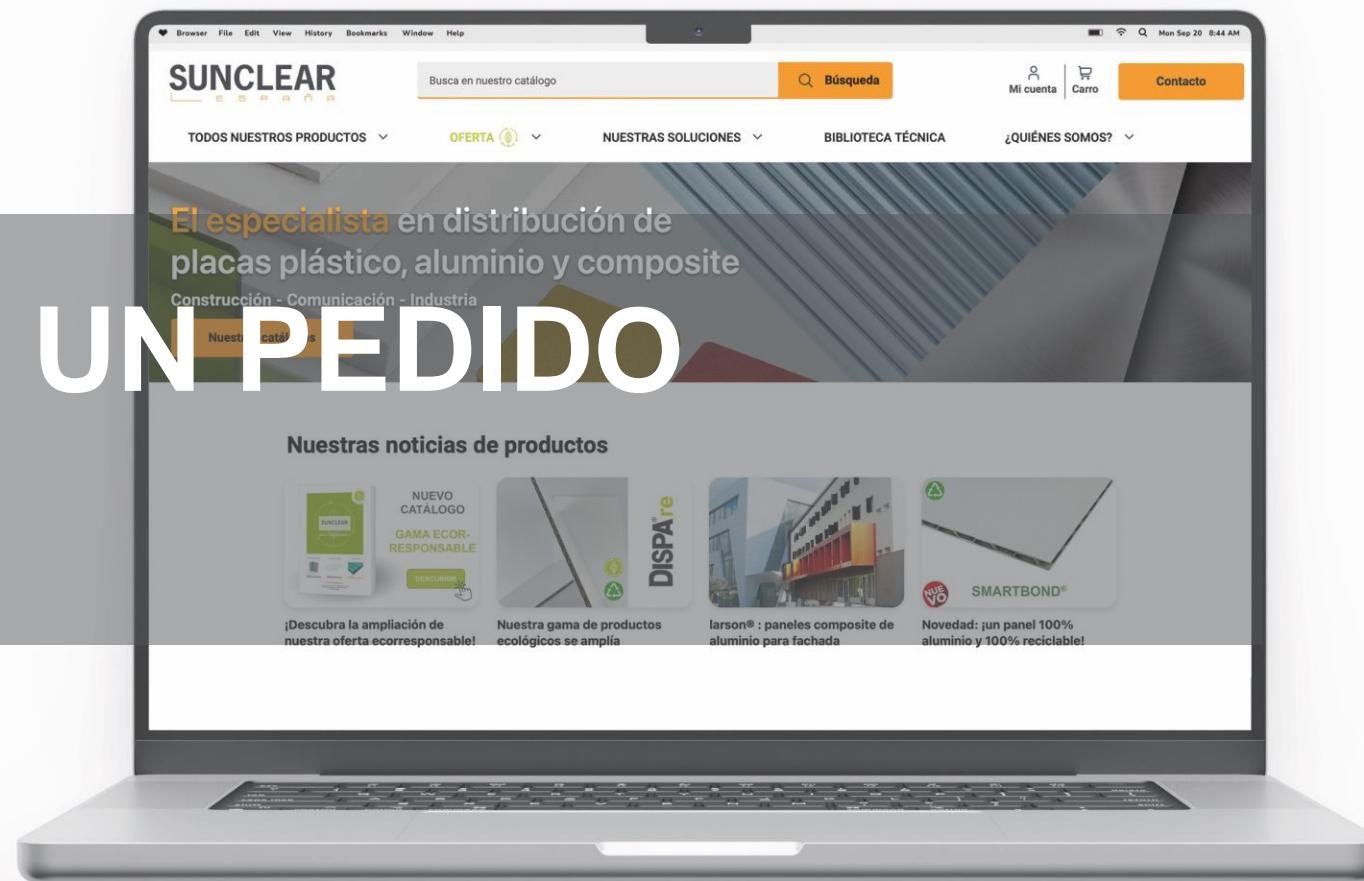 Browser File Edit View History Bookmarks Window Help
Mon Sep 20 8:44 AM
SUNCLEAR
ESPAÑA
Busca en nuestro catálogo
Búsqueda
Mi cuenta
Carro
Contacto
TODOS NUESTROS PRODUCTOS
OFERTA
NUESTRAS SOLUCIONES
BIBLIOTECA TÉCNICA
¿QUIÉNES SOMOS?
El especialista en distribución de
placas plástico, aluminio y composite
Construcción - Comunicación - Industria
UN PEDIDO
Nuestras noticias de productos
SUNCLEAR
NUEVO
CATÁLOGO
GAMA ECOR-
RESPONSABLE
DESCUBRIR
DISPA®re
NUEVO
SMARTBOND®
¡Descubra la ampliación de
nuestra oferta ecorresponsable!
Nuestra gama de productos
ecológicos se amplía
larson® : paneles composite de
aluminio para fachada
Novedad: ¡un panel 100%
aluminio y 100% reciclable!